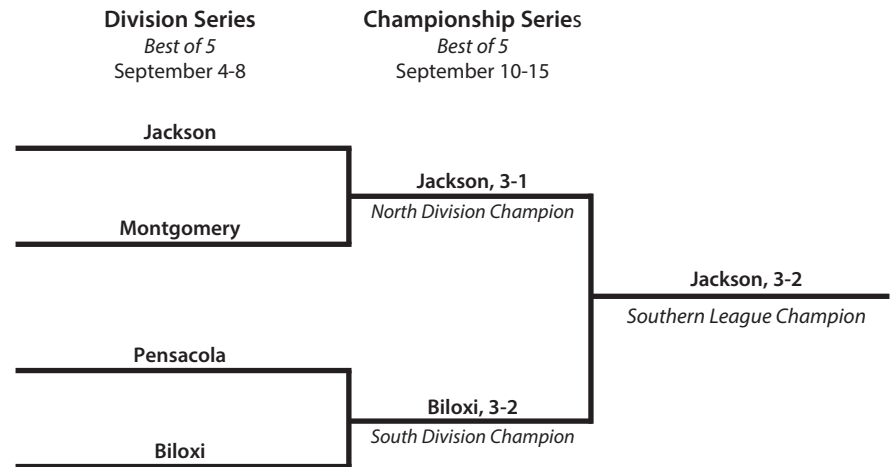 Division Series
Best of 5
September 4-8
Championship Series
Best of 5
September 10-15
Jackson
Montgomery
Pensacola
Biloxi
Jackson, 3-1
North Division Champion
Biloxi, 3-2
South Division Champion
Jackson, 3-2
Southern League Champion